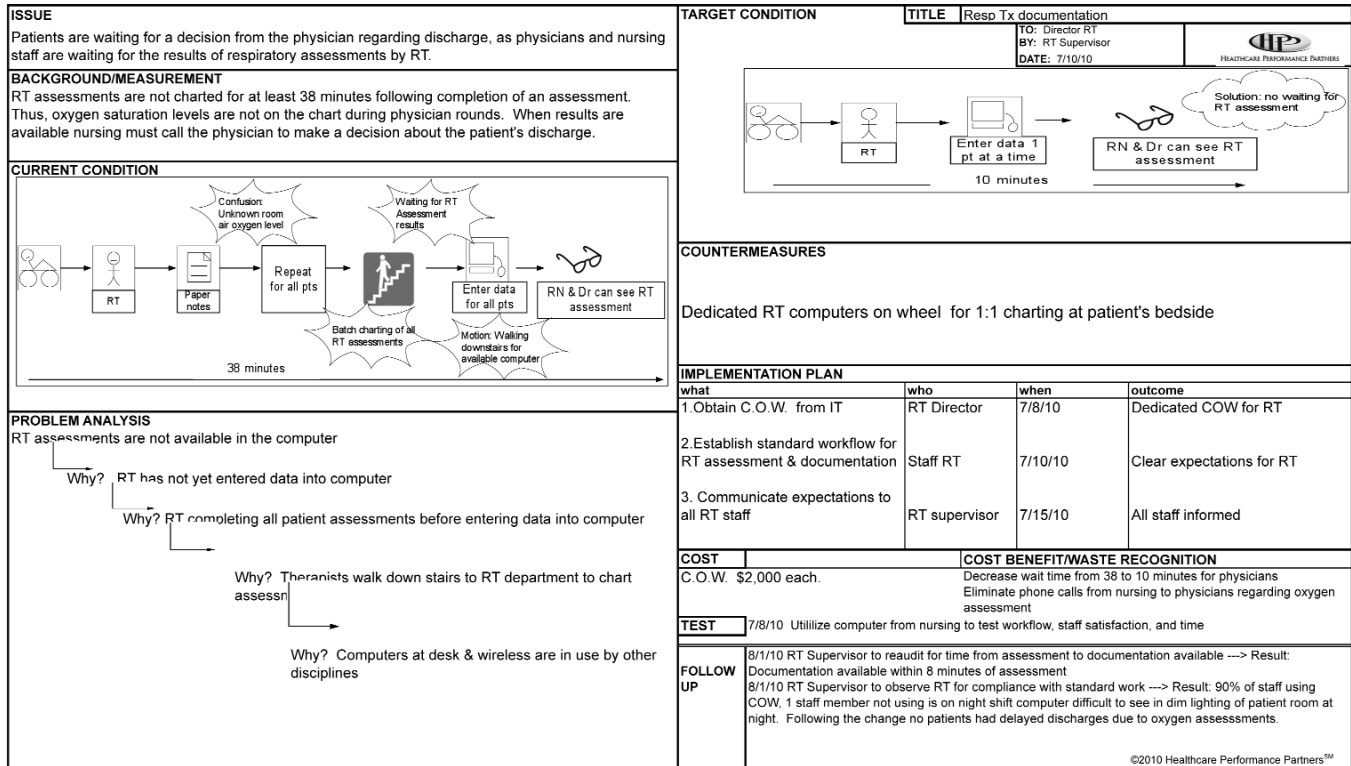 ISSUE
Patients are waiting for a decision from the physician regarding discharge, as physicians and nursing
staff are waiting for the results of respiratory assessments by RT.
BACKGROUND/MEASUREMENT
RT assessments are not charted for at least 38 minutes following completion of an assessment.
Thus, oxygen saturation levels are not on the chart during physician rounds. When results are
available nursing must call the physician to make a decision about the patient's discharge.
CURRENT CONDITION
Confusion:
Unknown room
air oxygen level
Waiting for RT
Assessment
results
RT
Paper
notes
Repeat
for all pts
Enter data
for all pts
RN & Dr can see RT
assessment
Batch charting of all
RT assessments
Motion: Walking
downstairs for
available computer
38 minutes
PROBLEM ANALYSIS
RT assessments are not available in the computer
Why? RT has not yet entered data into computer
Why? RT completing all patient assessments before entering data into computer
Why? Therapists walk down stairs to RT department to chart
assessn
Why? Computers at desk & wireless are in use by other
disciplines
TARGET CONDITION
TITLE Resp Tx documentation
TO: Director RT
BY: RT Supervisor
DATE: 7/10/10
HPP
HEALTHCARE PERFORMANCE PARTNERS
Solution: no waiting for
RT assessment
RT
Enter data 1
pt at a time
RN & Dr can see RT
assessment
10 minutes
COUNTERMEASURES
Dedicated RT computers on wheel for 1:1 charting at patient's bedside
IMPLEMENTATION PLAN
what who when outcome
1.Obtain C.O.W. from IT RT Director 7/8/10 Dedicated COW for RT
2.Establish standard workflow for
RT assessment & documentation Staff RT 7/10/10 Clear expectations for RT
3. Communicate expectations to
all RT staff RT supervisor 7/15/10 All staff informed
COST
C.O.W. $2,000 each.
COST BENEFIT/WASTE RECOGNITION
Decrease wait time from 38 to 10 minutes for physicians
Eliminate phone calls from nursing to physicians regarding oxygen
assessment
TEST 7/8/10 Utililize computer from nursing to test workflow, staff satisfaction, and time
FOLLOW
UP
8/1/10 RT Supervisor to reaudit for time from assessment to documentation available ---> Result:
Documentation available within 8 minutes of assessment
8/1/10 RT Supervisor to observe RT for compliance with standard work ---> Result: 90% of staff using
COW, 1 staff member not using is on night shift computer difficult to see in dim lighting of patient room at
night. Following the change no patients had delayed discharges due to oxygen assesssments.
©2010 Healthcare Performance Partners℠